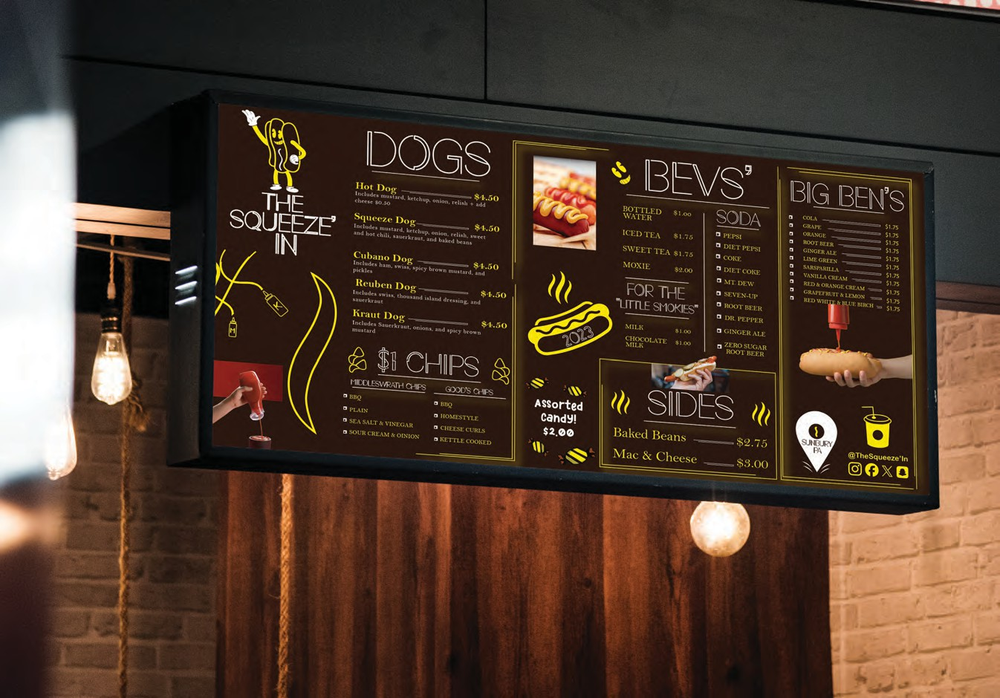 THE
SQUEEZE'
IN
K
M
DOGS
Hot Dog $4.50
Includes mustard, ketchup, onion, relish + add
cheese $0.50
Squeeze Dog $4.50
Includes mustard, ketchup, onion, relish, sweet
and hot chili, sauerkraut, and baked beans
Cubano Dog $4.50
Includes ham, swiss, spicy brown mustard, and
pickles
Reuben Dog $4.50
Includes swiss, thousand island dressing, and
sauerkraut
Kraut Dog $4.50
Includes Sauerkraut, onions, and spicy brown
mustard
$1 CHIPS
MIDDLESWRATH CHIPS
BBQ
PLAIN
SEA SALT & VINEGAR
SOUR CREAM & OINION
GOOD'S CHIPS
BBQ
HOMESTYLE
CHEESE CURLS
KETTLE COOKED
2023
Assorted
Candy!
$2.00
BEVS'
BOTTLED
WATER $1.00
ICED TEA $1.75
SWEET TEA $1.75
MOXIE $2.00
FOR THE
"LITTLE SMOKIES"
MILK $1.00
CHOCOLATE
MILK $1.00
SODA
PEPSI
DIET PEPSI
COKE
DIET COKE
MT. DEW
SEVEN-UP
ROOT BEER
DR. PEPPER
GINGER ALE
ZERO SUGAR
ROOT BEER
SIDES
Baked Beans $2.75
Mac & Cheese $3.00
BIG BEN'S
COLA $1.75
GRAPE $1.75
ORANGE $1.75
ROOT BEER $1.75
GINGER ALE $1.75
LIME GREEN $1.75
SARSPARILLA $1.75
VANILLA CREAM $1.75
RED & ORANGE CREAM $1.75
GRAPEFRUIT & LEMON $1.75
RED WHITE & BLUE BIRCH $1.75
SUNBURY
PA
@TheSqueeze'In